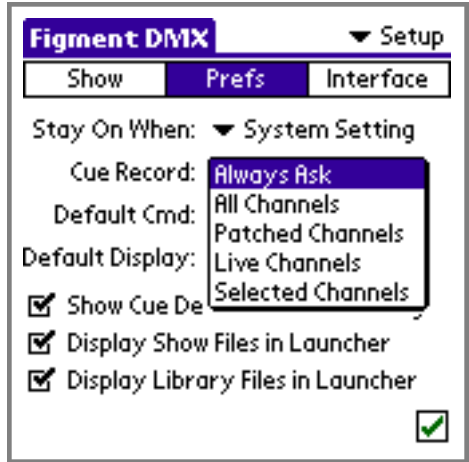 Figment DMX Setup
Show Prefs Interface
Stay On When: System Setting
Cue Record: Always Ask
All Channels
Default Cmd: Patched Channels
Default Display: Live Channels
Selected Channels
Show Cue De
Display Show Files in Launcher
Display Library Files in Launcher